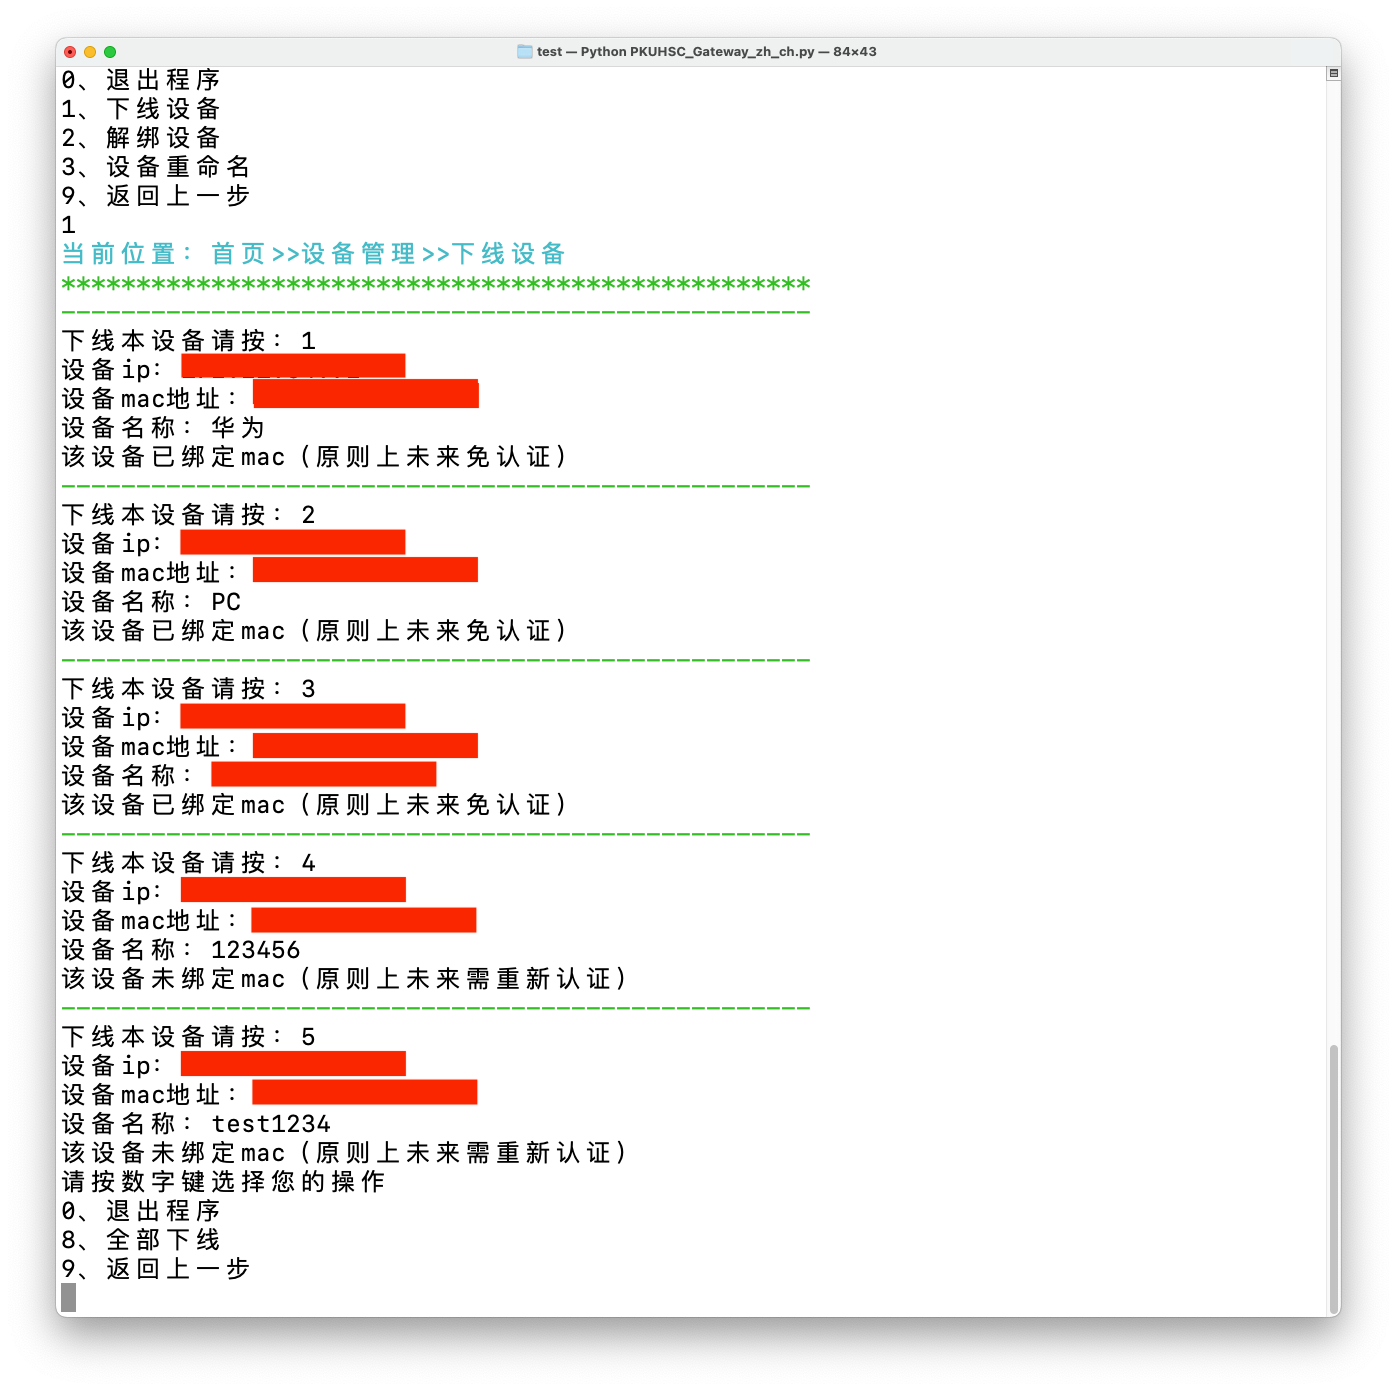 test — Python PKUHSC_Gateway_zh_ch.py — 84×43
0、退出程序
1、下线设备
2、解绑设备
3、设备重命名
9、返回上一步
1
当前位置：首页>>设备管理>>下线设备
**************************************************
--------------------------------------------------
下线本设备请按：1
设备ip：
设备mac地址：
设备名称：华为
该设备已绑定mac（原则上未来免认证）
--------------------------------------------------
下线本设备请按：2
设备ip：
设备mac地址：
设备名称：PC
该设备已绑定mac（原则上未来免认证）
--------------------------------------------------
下线本设备请按：3
设备ip：
设备mac地址：
设备名称：
该设备已绑定mac（原则上未来免认证）
--------------------------------------------------
下线本设备请按：4
设备ip：
设备mac地址：
设备名称：123456
该设备未绑定mac（原则上未来需重新认证）
--------------------------------------------------
下线本设备请按：5
设备ip：
设备mac地址：
设备名称：test1234
该设备未绑定mac（原则上未来需重新认证）
请按数字键选择您的操作
0、退出程序
8、全部下线
9、返回上一步